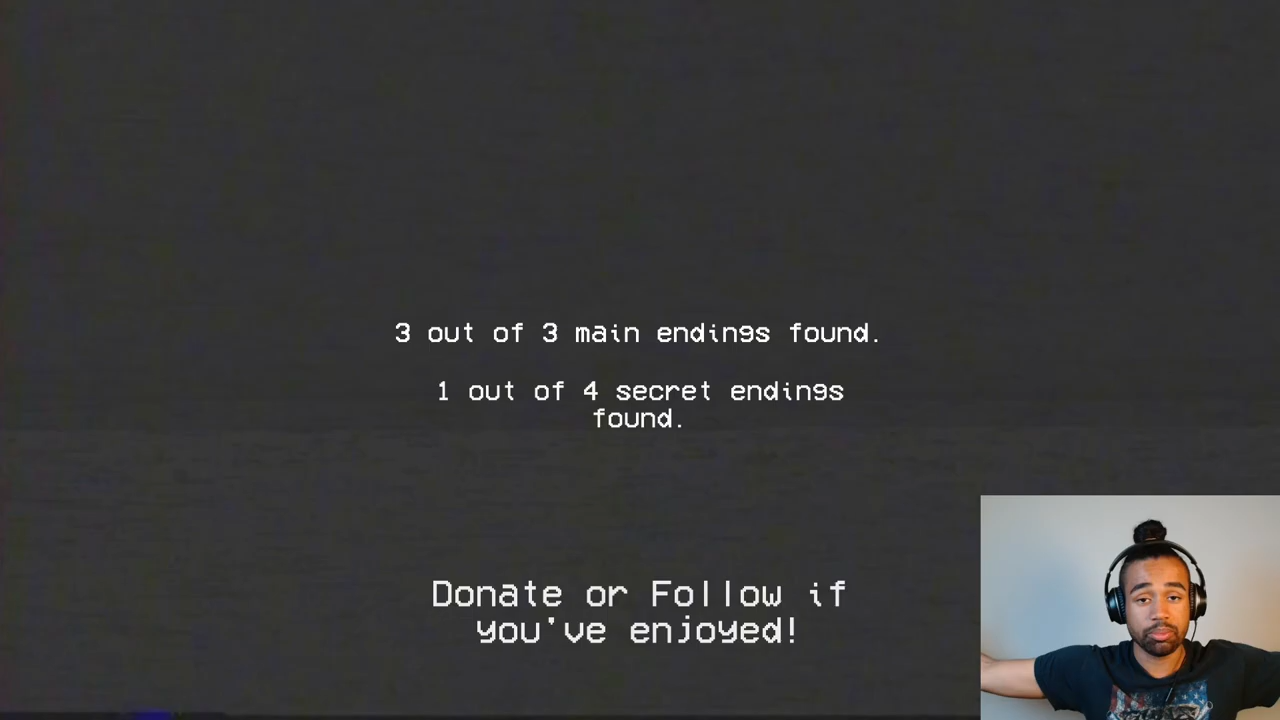 3 out of 3 main endings found.
1 out of 4 secret endings
found.
Donate or Follow if
you've enjoyed!